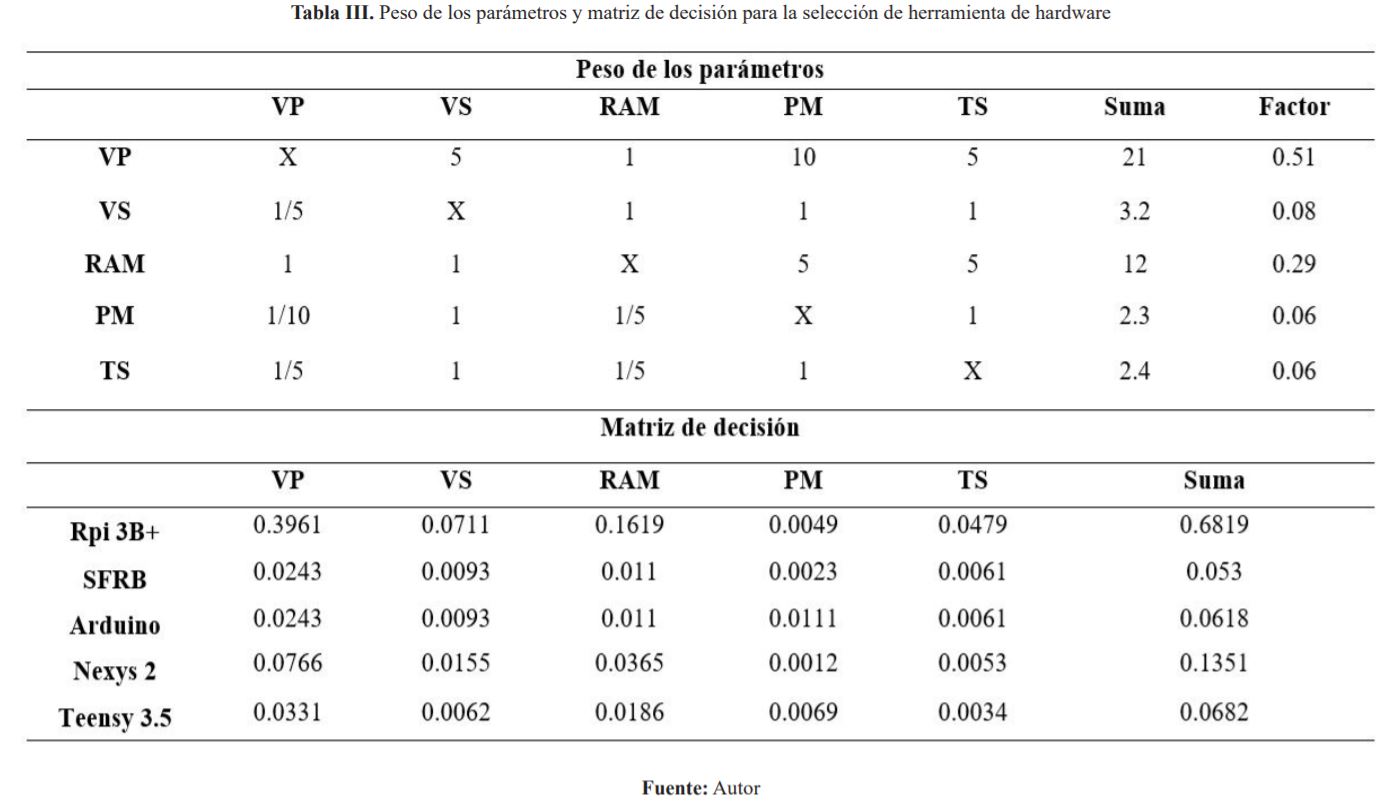 Tabla III. Peso de los parámetros y matriz de decisión para la selección de herramienta de hardware
Peso de los parámetros
VP VS RAM PM TS Suma Factor
VP X 5 1 10 5 21 0.51
VS 1/5 X 1 1 1 3.2 0.08
RAM 1 1 X 5 5 12 0.29
PM 1/10 1 1/5 X 1 2.3 0.06
TS 1/5 1 1/5 1 X 2.4 0.06
Matriz de decisión
VP VS RAM PM TS Suma
Rpi 3B+ 0.3961 0.0711 0.1619 0.0049 0.0479 0.6819
SFRB 0.0243 0.0093 0.011 0.0023 0.0061 0.053
Arduino 0.0243 0.0093 0.011 0.0111 0.0061 0.0618
Nexys 2 0.0766 0.0155 0.0365 0.0012 0.0053 0.1351
Teensy 3.5 0.0331 0.0062 0.0186 0.0069 0.0034 0.0682
Fuente: Autor